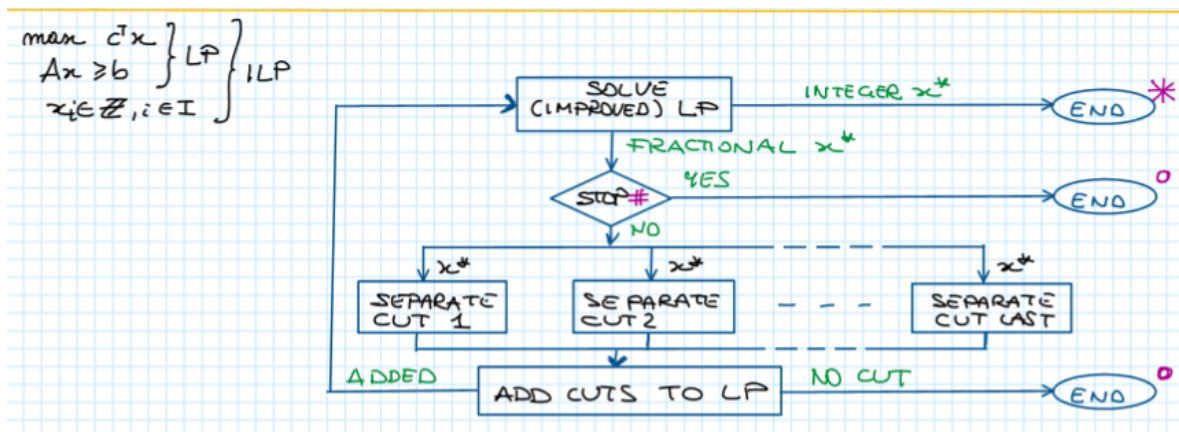 max cᵀx } LP } ILP
Ax ≥ b
xᵢ ∈ ℤ, i ∈ I
SOLVE
(IMPROVED) LP
INTEGER x*
END *
FRACTIONAL x*
STOP #
YES
END o
NO
x* x* x*
SEPARATE
CUT 1
SEPARATE
CUT 2
SEPARATE
CUT LAST
ADDED
ADD CUTS TO LP
NO CUT
END o